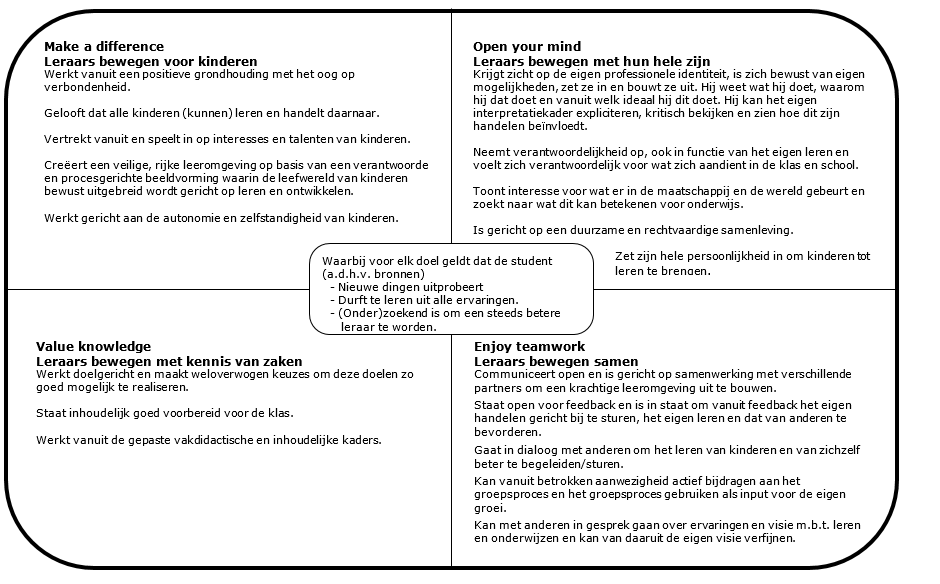 Make a difference
Leraars bewegen voor kinderen
Werkt vanuit een positieve grondhouding met het oog op
verbondenheid.
Gelooft dat alle kinderen (kunnen) leren en handelt daarnaar.
Vertrekt vanuit en speelt in op interesses en talenten van kinderen.
Creëert een veilige, rijke leeromgeving op basis van een verantwoorde
en procesgerichte beeldvorming waarin de leefwereld van kinderen
bewust uitgebreid wordt gericht op leren en ontwikkelen.
Werkt gericht aan de autonomie en zelfstandigheid van kinderen.
Open your mind
Leraars bewegen met hun hele zijn
Krijgt zicht op de eigen professionele identiteit, is zich bewust van eigen
mogelijkheden, zet ze in en bouwt ze uit. Hij weet wat hij doet, waarom
hij dat doet en vanuit welk ideaal hij dit doet. Hij kan het eigen
interpretatiekader expliciteren, kritisch bekijken en zien hoe dit zijn
handelen beïnvloedt.
Neemt verantwoordelijkheid op, ook in functie van het eigen leren en
voelt zich verantwoordelijk voor wat zich aandient in de klas en school.
Toont interesse voor wat er in de maatschappij en de wereld gebeurt en
zoekt naar wat dit kan betekenen voor onderwijs.
Is gericht op een duurzame en rechtvaardige samenleving.
Zet zijn hele persoonlijkheid in om kinderen tot
leren te brengen.
Waarbij voor elk doel geldt dat de student
(a.d.h.v. bronnen)
- Nieuwe dingen uitprobeert
- Durft te leren uit alle ervaringen.
- (Onder)zoekend is om een steeds betere
leraar te worden.
Value knowledge
Leraars bewegen met kennis van zaken
Werkt doelgericht en maakt weloverwogen keuzes om deze doelen zo
goed mogelijk te realiseren.
Staat inhoudelijk goed voorbereid voor de klas.
Werkt vanuit de gepaste vakdidactische en inhoudelijke kaders.
Enjoy teamwork
Leraars bewegen samen
Communiceert open en is gericht op samenwerking met verschillende
partners om een krachtige leeromgeving uit te bouwen.
Staat open voor feedback en is in staat om vanuit feedback het eigen
handelen gericht bij te sturen, het eigen leren en dat van anderen te
bevorderen.
Gaat in dialoog met anderen om het leren van kinderen en van zichzelf
beter te begeleiden/sturen.
Kan vanuit betrokken aanwezigheid actief bijdragen aan het
groepsproces en het groepsproces gebruiken als input voor de eigen
groei.
Kan met anderen in gesprek gaan over ervaringen en visie m.b.t. leren
en onderwijzen en kan van daaruit de eigen visie verfijnen.